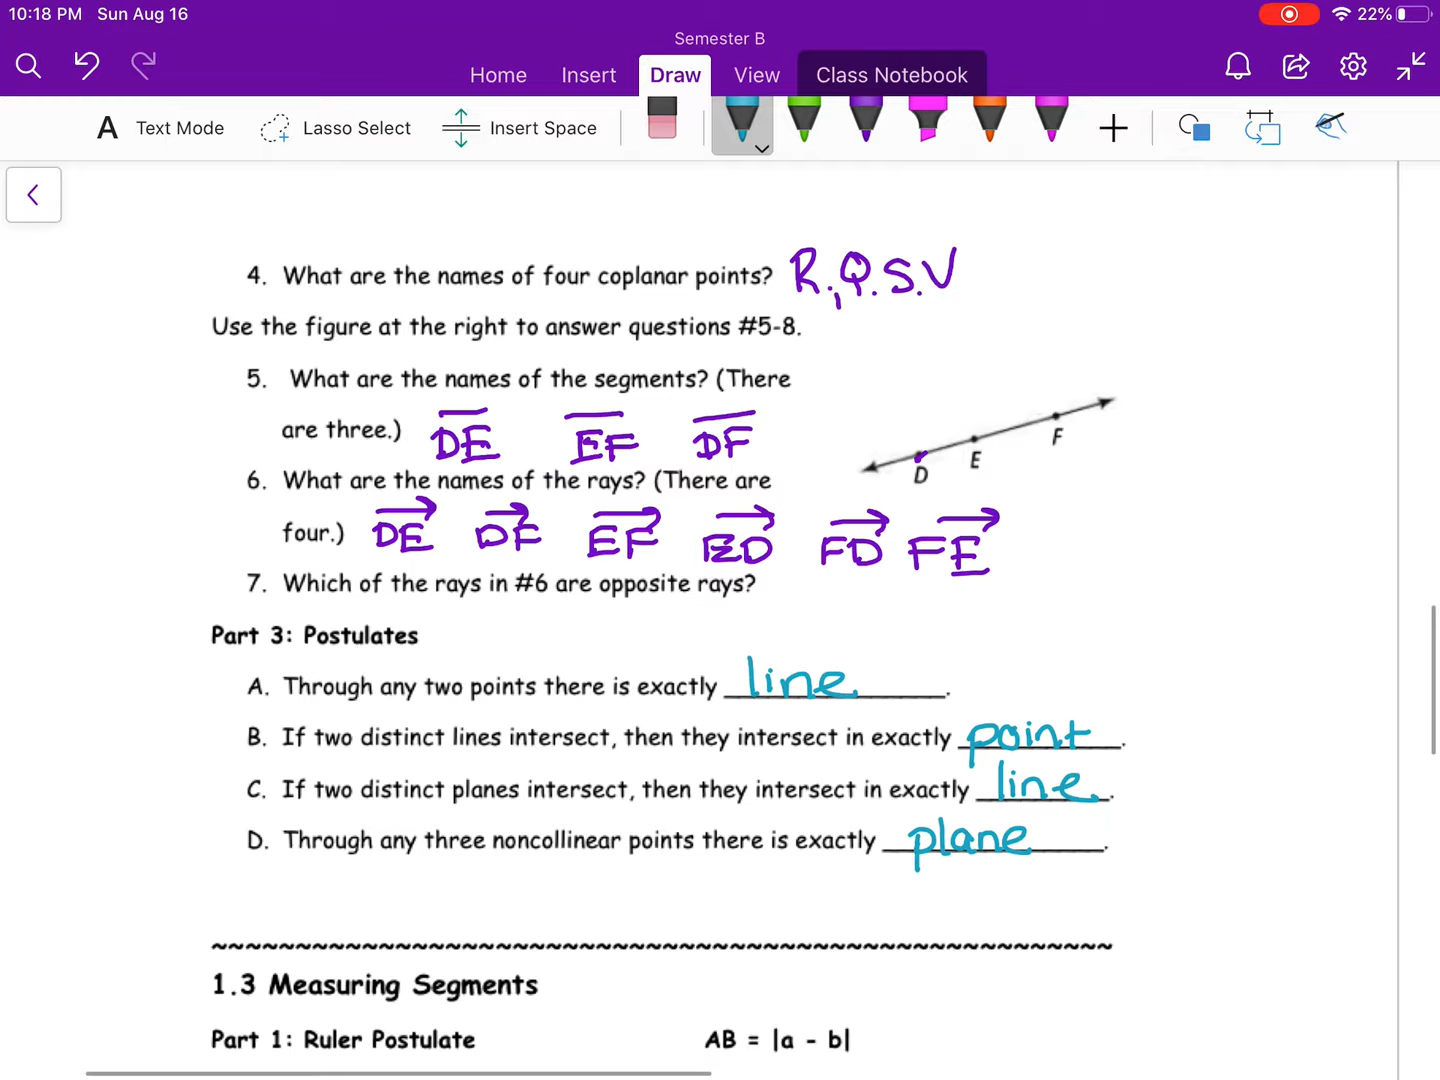 10:18 PM Sun Aug 16 22%
Semester B
Home Insert Draw View Class Notebook
A Text Mode Lasso Select Insert Space
4. What are the names of four coplanar points? R, Q. S. V
Use the figure at the right to answer questions #5-8.
5. What are the names of the segments? (There
are three.) DE EF DF
D E F
6. What are the names of the rays? (There are
four.) DE DF EF ED FD FE
7. Which of the rays in #6 are opposite rays?
Part 3: Postulates
A. Through any two points there is exactly line.
B. If two distinct lines intersect, then they intersect in exactly point.
C. If two distinct planes intersect, then they intersect in exactly line.
D. Through any three noncollinear points there is exactly plane.
~~~~~~~~~~~~~~~~~~~~~~~~~~~~~~~~~~~~~~~~~~~~~~~~~~~~~~
1.3 Measuring Segments
Part 1: Ruler Postulate AB = |a - b|